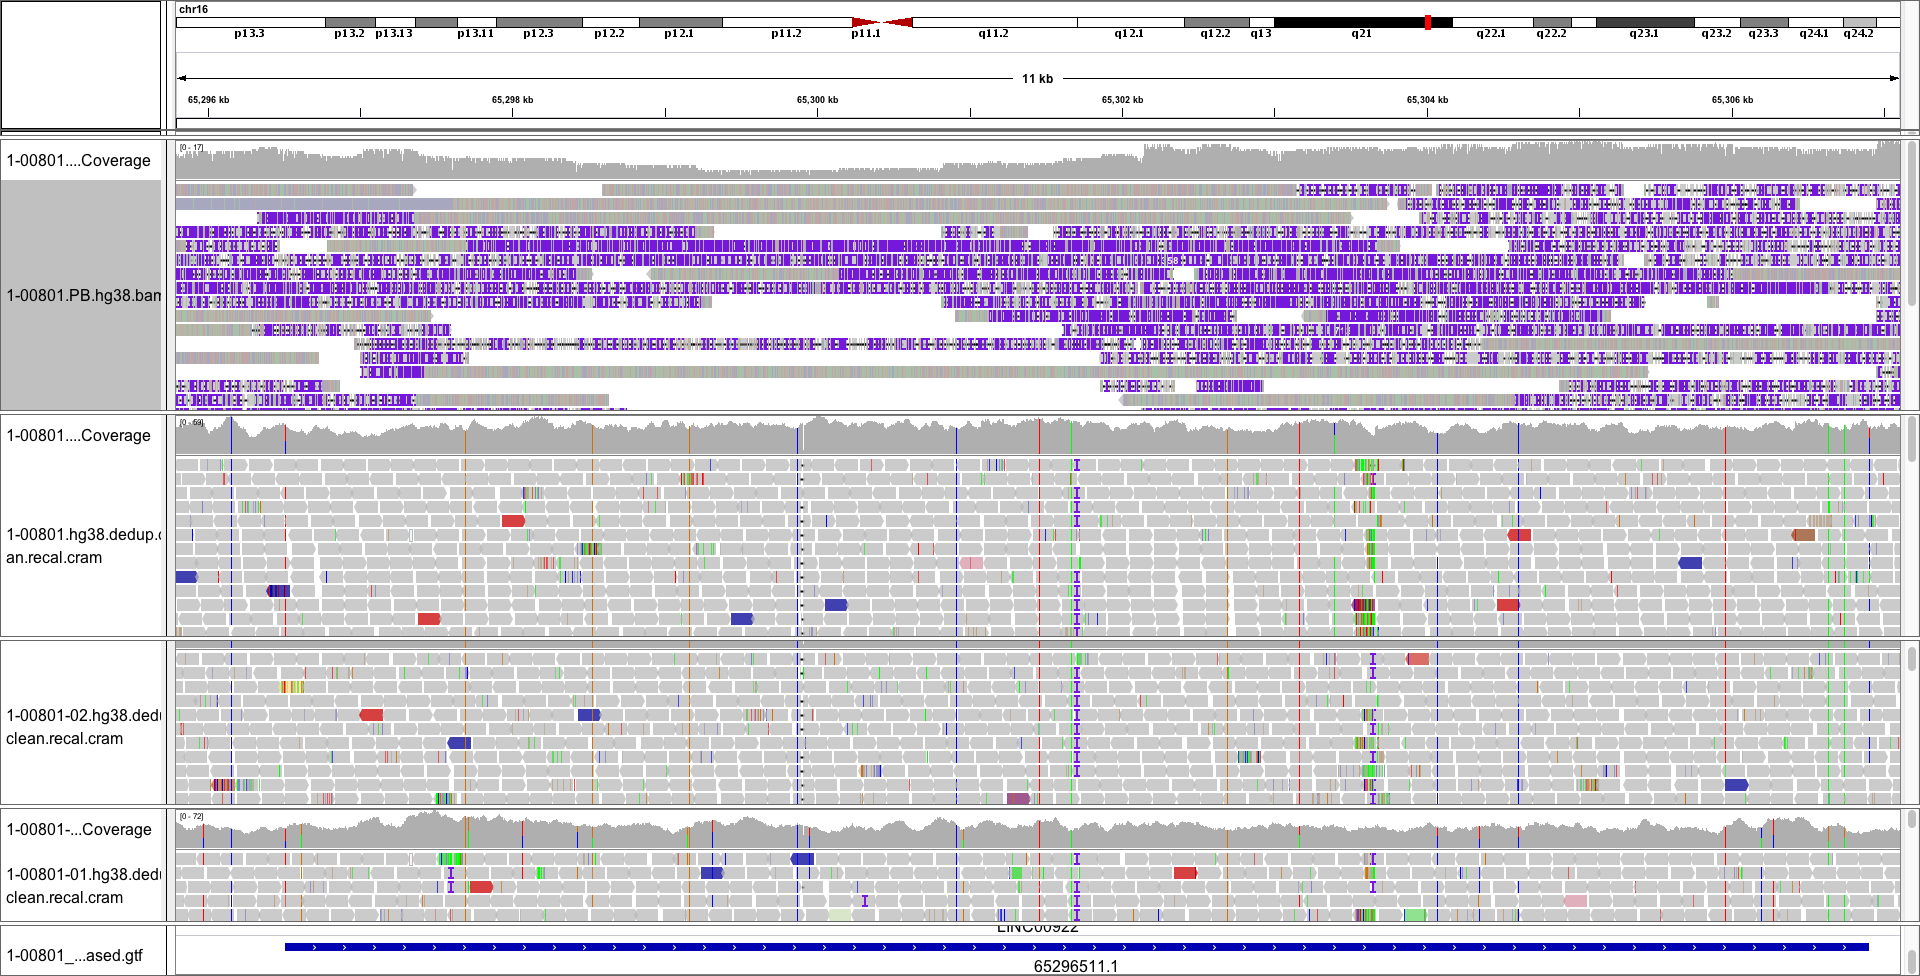 chr16
p13.3 p13.2 p13.13 p13.11 p12.3 p12.2 p12.1 p11.2 p11.1 q11.2 q12.1 q12.2 q13 q21 q22.1 q22.2 q23.1 q23.2 q23.3 q24.1 q24.2
11 kb
65,296 kb 65,298 kb 65,300 kb 65,302 kb 65,304 kb 65,306 kb
[0 - 17]
1-00801....Coverage
1-00801.PB.hg38.bam
[0 - 69]
1-00801....Coverage
1-00801.hg38.dedup.c
an.recal.cram
1-00801-02.hg38.dedu
clean.recal.cram
[0 - 72]
1-00801-...Coverage
1-00801-01.hg38.dedu
clean.recal.cram
LINC00922
1-00801_...ased.gtf
65296511.1